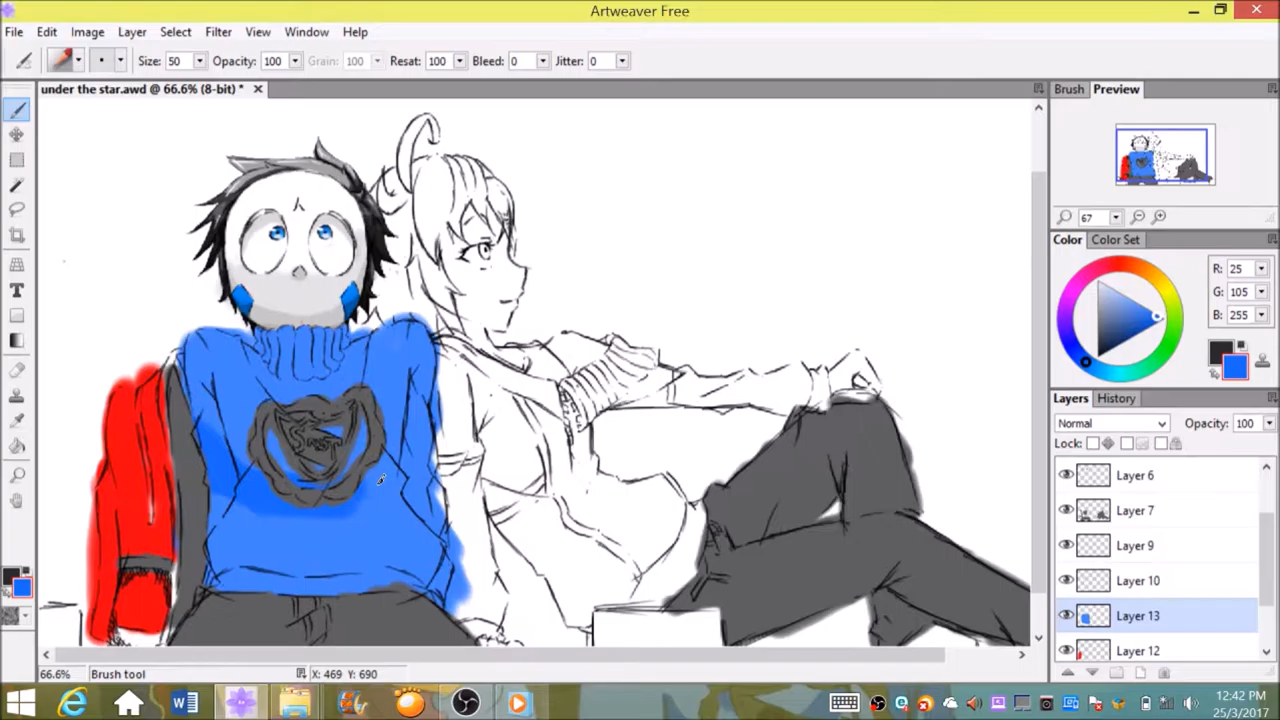 Artweaver Free
File Edit Image Layer Select Filter View Window Help
Size: 50 Opacity: 100 Grain: 100 Resat: 100 Bleed: 0 Jitter: 0
under the star.awd @ 66.6% (8-bit) *
Brush Preview
67
Color Color Set
R: 25
G: 105
B: 255
Layers History
Normal Opacity: 100
Lock:
Layer 6
Layer 7
Layer 9
Layer 10
Layer 13
Layer 12
66.6% Brush tool X: 469 Y: 690
12:42 PM
25/3/2017